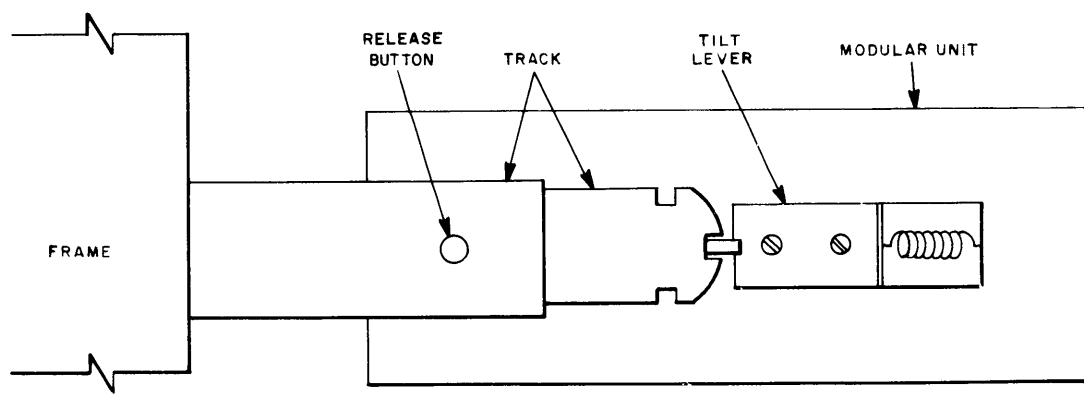 RELEASE
BUTTON
TRACK
TILT
LEVER
MODULAR UNIT
FRAME